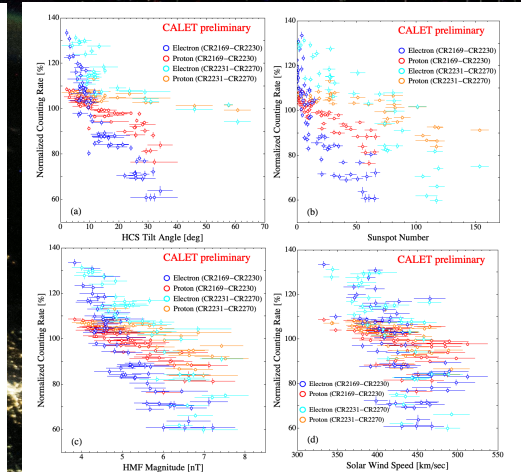 CALET preliminary
Electron (CR2169−CR2230)
Proton (CR2169−CR2230)
Electron (CR2231−CR2270)
Proton (CR2231−CR2270)
Normalized Counting Rate [%]
140
120
100
80
60
(a)
0 10 20 30 40 50 60 70
HCS Tilt Angle [deg]
CALET preliminary
Electron (CR2169−CR2230)
Proton (CR2169−CR2230)
Electron (CR2231−CR2270)
Proton (CR2231−CR2270)
Normalized Counting Rate [%]
140
120
100
80
60
(b)
0 50 100 150
Sunspot Number
CALET preliminary
Electron (CR2169−CR2230)
Proton (CR2169−CR2230)
Electron (CR2231−CR2270)
Proton (CR2231−CR2270)
Normalized Counting Rate [%]
140
120
100
80
60
(c)
4 5 6 7 8
HMF Magnitude [nT]
CALET preliminary
Normalized Counting Rate [%]
140
120
100
80
60
Electron (CR2169−CR2230)
Proton (CR2169−CR2230)
Electron (CR2231−CR2270)
Proton (CR2231−CR2270)
(d)
300 350 400 450 500 550
Solar Wind Speed [km/sec]